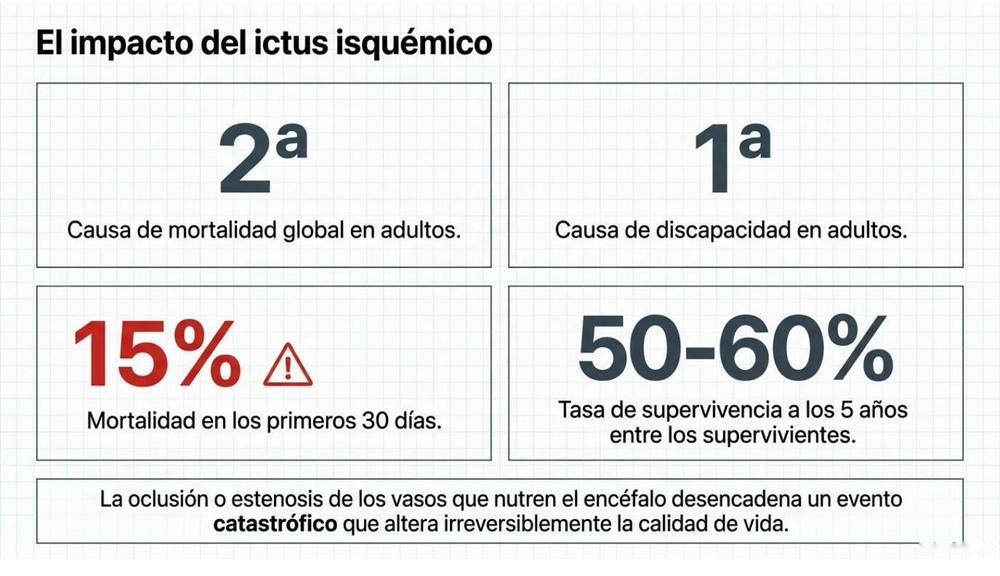 El impacto del ictus isquémico
2ª
Causa de mortalidad global en adultos.
1ª
Causa de discapacidad en adultos.
15%
Mortalidad en los primeros 30 días.
50-60%
Tasa de supervivencia a los 5 años
entre los supervivientes.
La oclusión o estenosis de los vasos que nutren el encéfalo desencadena un evento
catastrófico que altera irreversiblemente la calidad de vida.